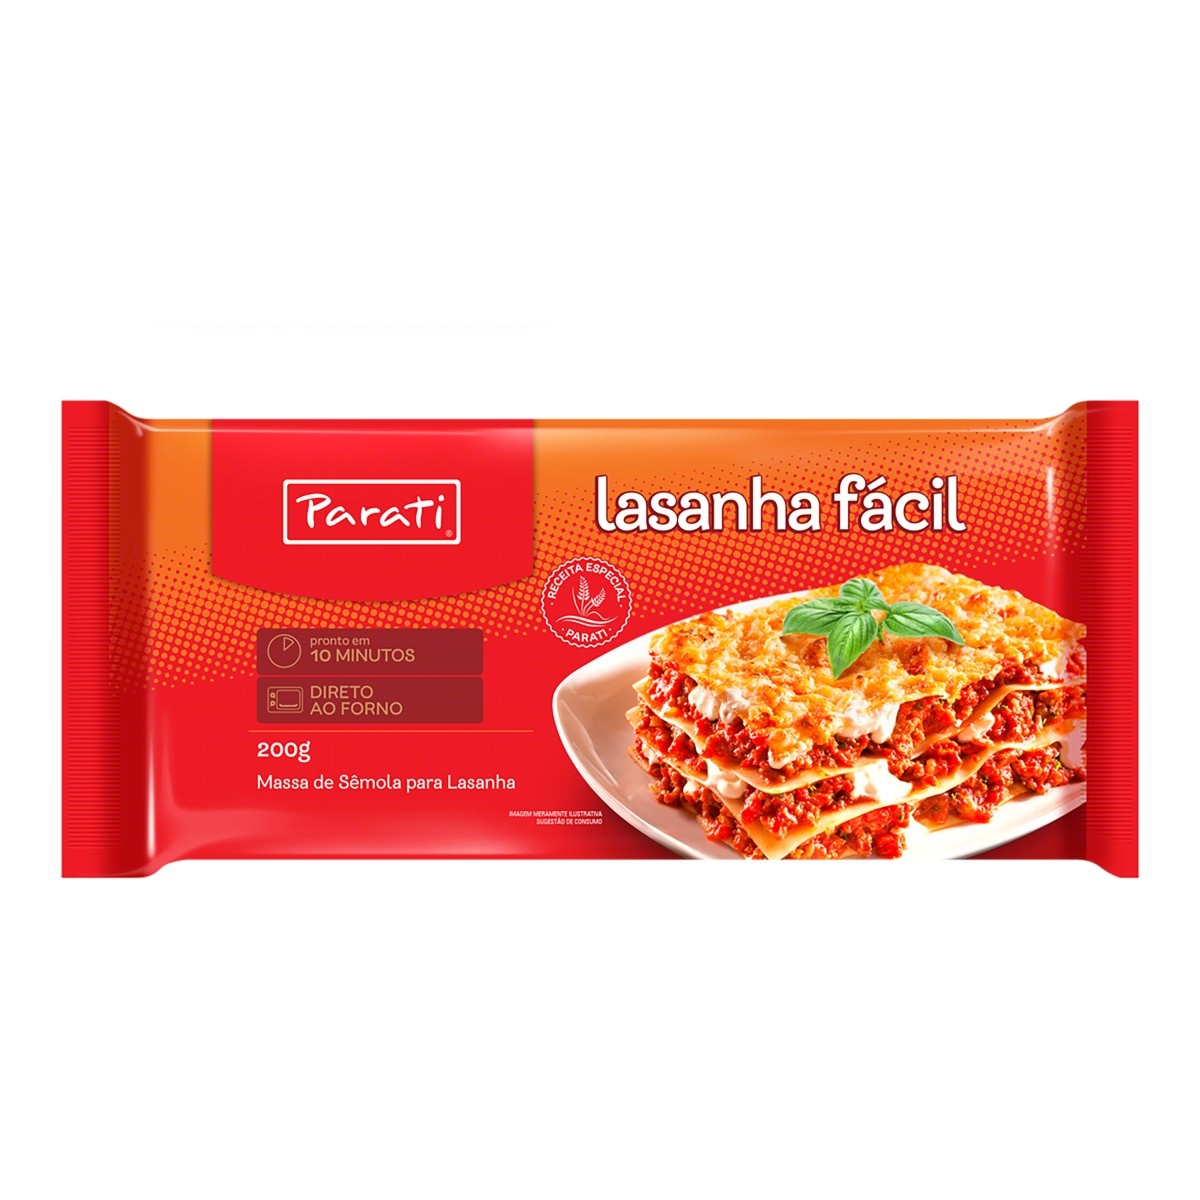 Parati®
lasanha fácil
RECEITA ESPECIAL
PARATI
pronto em
10 MINUTOS
DIRETO
AO FORNO
200g
Massa de Sêmola para Lasanha
IMAGEM MERAMENTE ILUSTRATIVA
SUGESTÃO DE CONSUMO